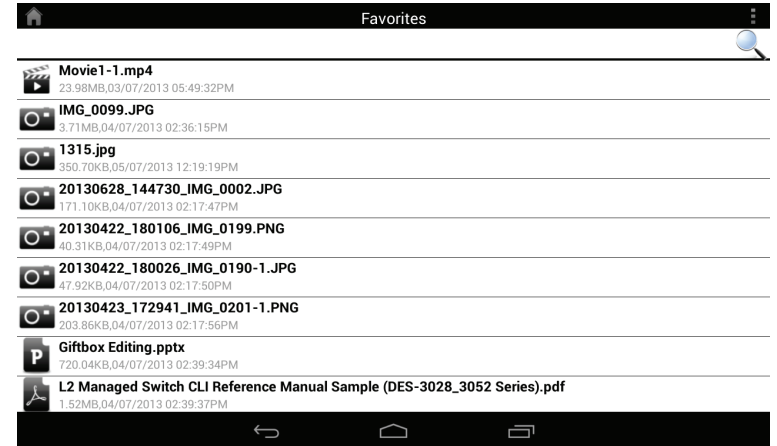 Favorites
Movie1-1.mp4
23.98MB,03/07/2013 05:49:32PM
IMG_0099.JPG
3.71MB,04/07/2013 02:36:15PM
1315.jpg
350.70KB,05/07/2013 12:19:19PM
20130628_144730_IMG_0002.JPG
171.10KB,04/07/2013 02:17:47PM
20130422_180106_IMG_0199.PNG
40.31KB,04/07/2013 02:17:49PM
20130422_180026_IMG_0190-1.JPG
47.92KB,04/07/2013 02:17:50PM
20130423_172941_IMG_0201-1.PNG
203.86KB,04/07/2013 02:17:56PM
P
Giftbox Editing.pptx
720.04KB,04/07/2013 02:39:34PM
L2 Managed Switch CLI Reference Manual Sample (DES-3028_3052 Series).pdf
1.52MB,04/07/2013 02:39:37PM